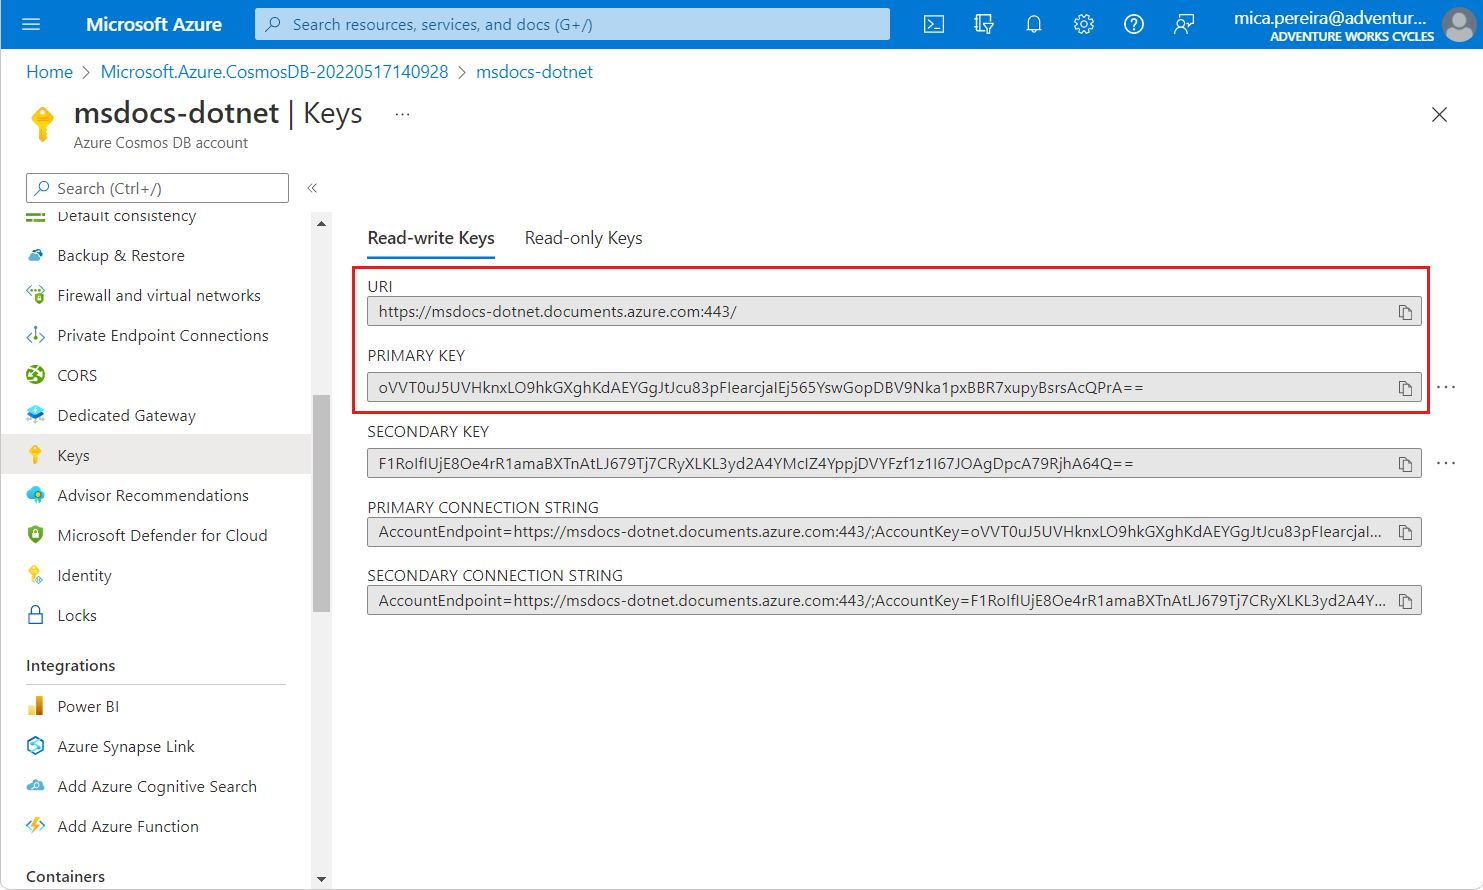 Microsoft Azure
Search resources, services, and docs (G+/)
mica.pereira@adventur...
ADVENTURE WORKS CYCLES
Home > Microsoft.Azure.CosmosDB-20220517140928 > msdocs-dotnet
msdocs-dotnet | Keys ...
Azure Cosmos DB account
Search (Ctrl+/)
Default consistency
Backup & Restore
Firewall and virtual networks
Private Endpoint Connections
CORS
Dedicated Gateway
Keys
Advisor Recommendations
Microsoft Defender for Cloud
Identity
Locks
Integrations
Power BI
Azure Synapse Link
Add Azure Cognitive Search
Add Azure Function
Containers
Read-write Keys Read-only Keys
URI
https://msdocs-dotnet.documents.azure.com:443/
PRIMARY KEY
oVVT0uJ5UVHknxLO9hkGXghKdAEYGgJtJcu83pFIearcjaIEj565YswGopDBV9Nka1pxBBR7xupyBsrsAcQPrA==
SECONDARY KEY
F1RoIfIUjE8Oe4rR1amaBXTnAtLJ679Tj7CRyXLKL3yd2A4YMcIZ4YppjDVYFzf1z1I67JOAgDpcA79RjhA64Q==
PRIMARY CONNECTION STRING
AccountEndpoint=https://msdocs-dotnet.documents.azure.com:443/;AccountKey=oVVT0uJ5UVHknxLO9hkGXghKdAEYGgJtJcu83pFIearcjaI...
SECONDARY CONNECTION STRING
AccountEndpoint=https://msdocs-dotnet.documents.azure.com:443/;AccountKey=F1RoIfIUjE8Oe4rR1amaBXTnAtLJ679Tj7CRyXLKL3yd2A4Y...